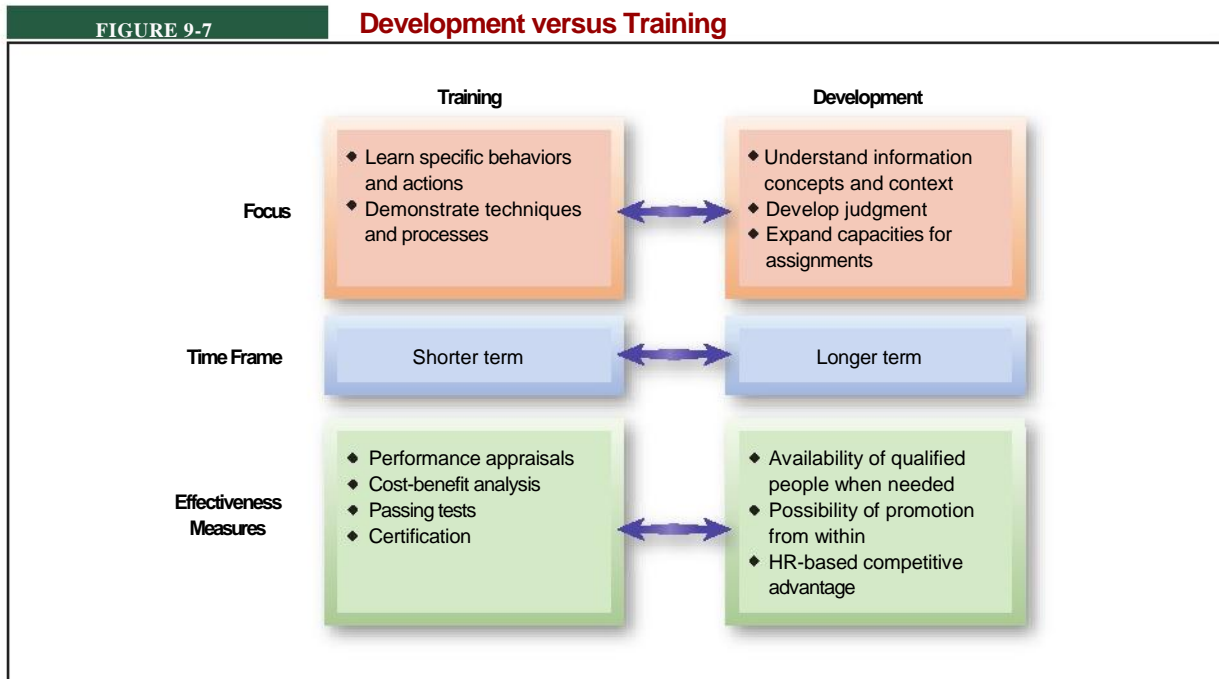 FIGURE 9-7
Development versus Training
Training
Development
Focus
◆ Learn specific behaviors
and actions
◆ Demonstrate techniques
and processes
◆ Understand information
concepts and context
◆ Develop judgment
◆ Expand capacities for
assignments
Time Frame
Shorter term
Longer term
Effectiveness
Measures
◆ Performance appraisals
◆ Cost-benefit analysis
◆ Passing tests
◆ Certification
◆ Availability of qualified
people when needed
◆ Possibility of promotion
from within
◆ HR-based competitive
advantage